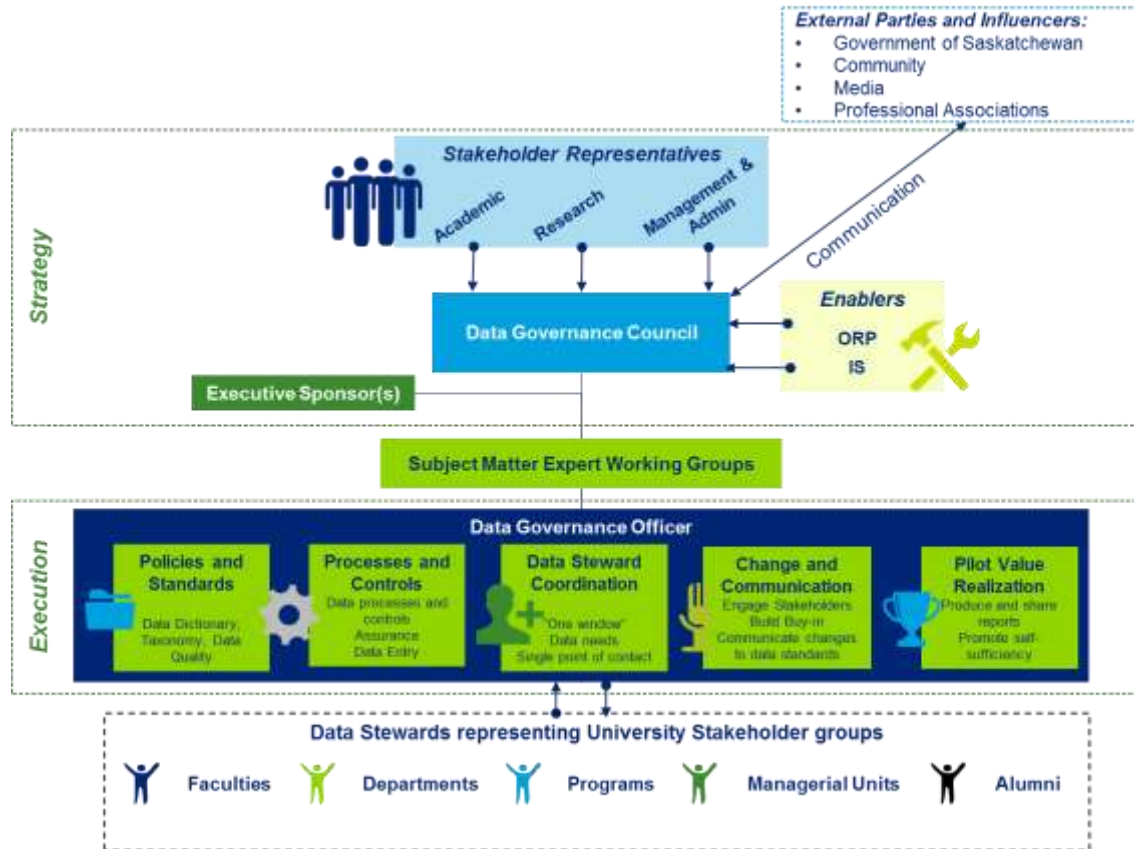 External Parties and Influencers:
• Government of Saskatchewan
• Community
• Media
• Professional Associations
Strategy
Stakeholder Representatives
Academic
Research
Management &
Admin
Communication
Data Governance Council
Enablers
ORP
IS
Executive Sponsor(s)
Subject Matter Expert Working Groups
Execution
Data Governance Officer
Policies and
Standards
Data Dictionary,
Taxonomy, Data
Quality
Processes and
Controls
Data processes and
controls
Assurance
Data Entry
Data Steward
Coordination
"One window"
Data needs
Single point of contact
Change and
Communication
Engage Stakeholders
Build Buy-in
Communicate changes
to data standards
Pilot Value
Realization
Produce and share
reports
Promote self-
sufficiency
Data Stewards representing University Stakeholder groups
Faculties
Departments
Programs
Managerial Units
Alumni